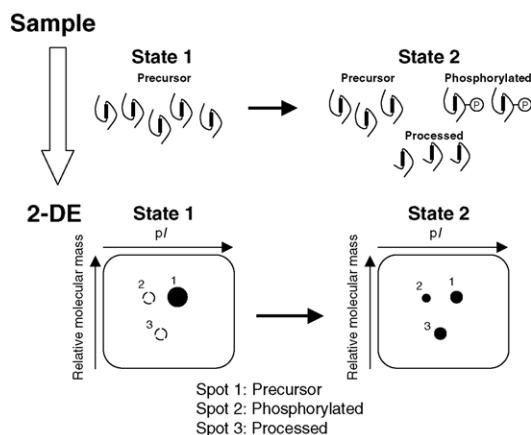 Sample
State 1
Precursor
State 2
Precursor
Phosphorylated
P
P
Processed
2-DE
State 1
State 2
pI
pI
Relative molecular mass
2
1
3
Relative molecular mass
2
1
3
Spot 1: Precursor
Spot 2: Phosphorylated
Spot 3: Processed